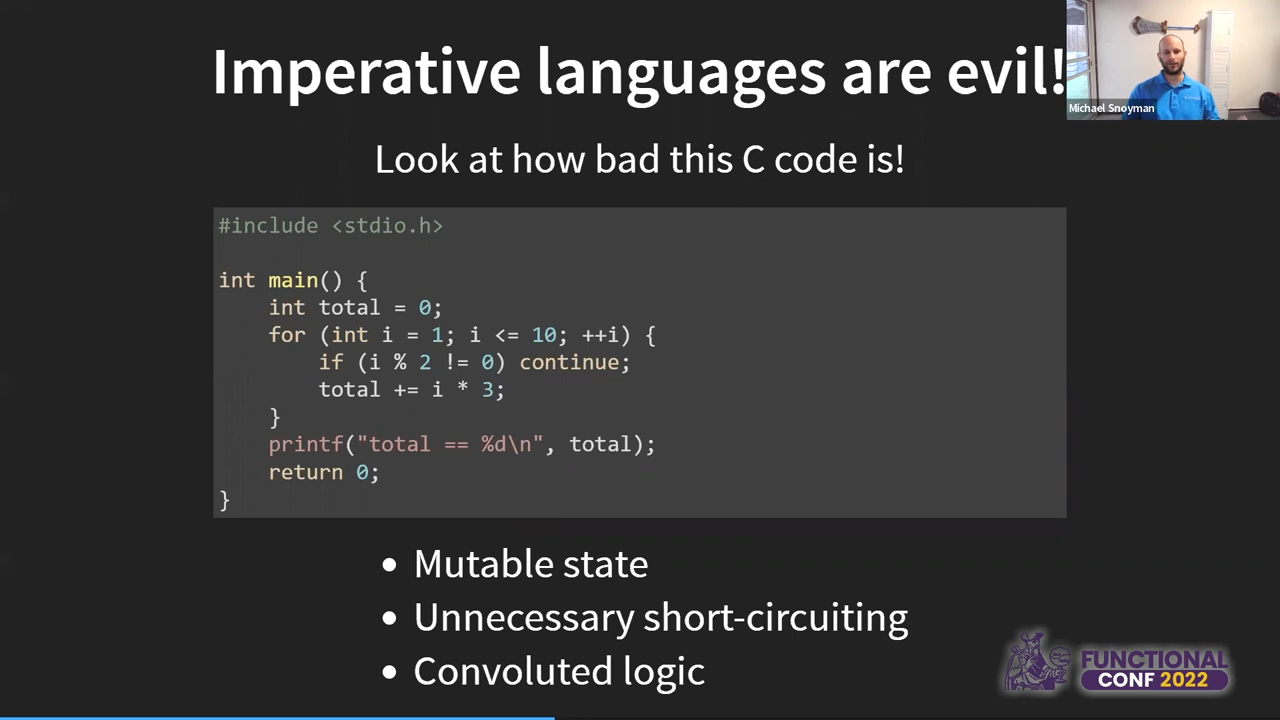 Imperative languages are evil!
Michael Snoyman
Look at how bad this C code is!
#include <stdio.h>
int main() {
    int total = 0;
    for (int i = 1; i <= 10; ++i) {
        if (i % 2 != 0) continue;
        total += i * 3;
    }
    printf("total == %d\n", total);
    return 0;
}
• Mutable state
• Unnecessary short-circuiting
• Convoluted logic
FUNCTIONAL
CONF 2022